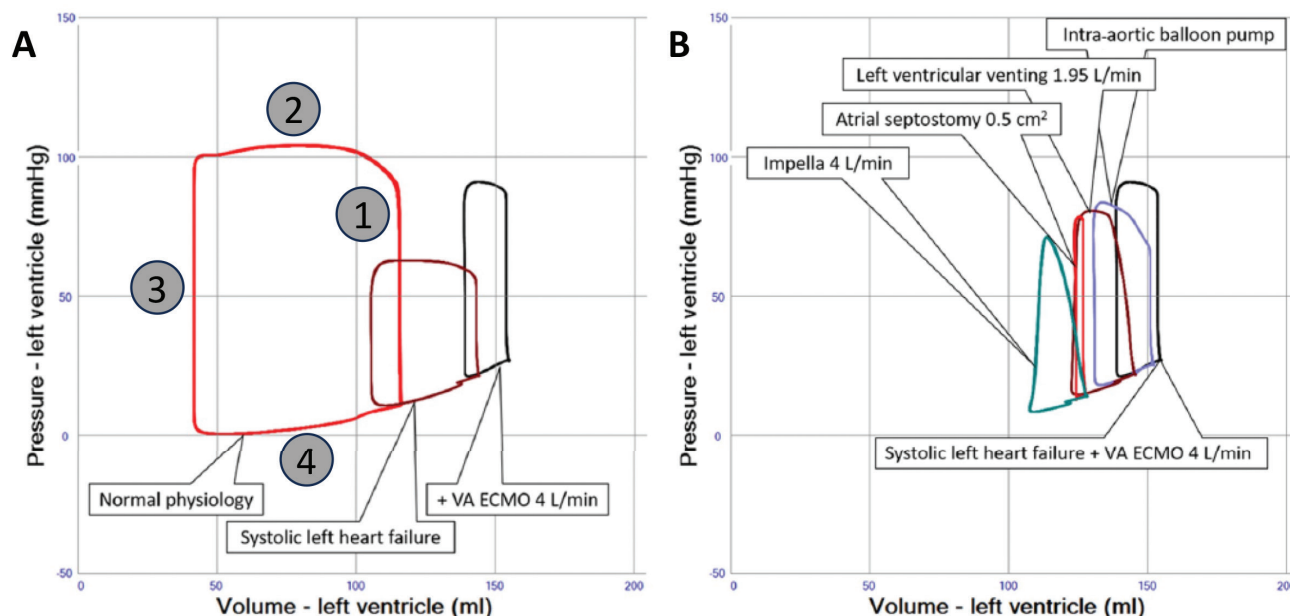 A
150
100
50
0
-50
0
50
100
150
200
Pressure - left ventricle (mmHg)
Volume - left ventricle (ml)
2
1
3
4
Normal physiology
Systolic left heart failure
+ VA ECMO 4 L/min
B
150
100
50
0
-50
0
50
100
150
200
Pressure - left ventricle (mmHg)
Volume - left ventricle (ml)
Intra-aortic balloon pump
Left ventricular venting 1.95 L/min
Atrial septostomy 0.5 cm²
Impella 4 L/min
Systolic left heart failure + VA ECMO 4 L/min